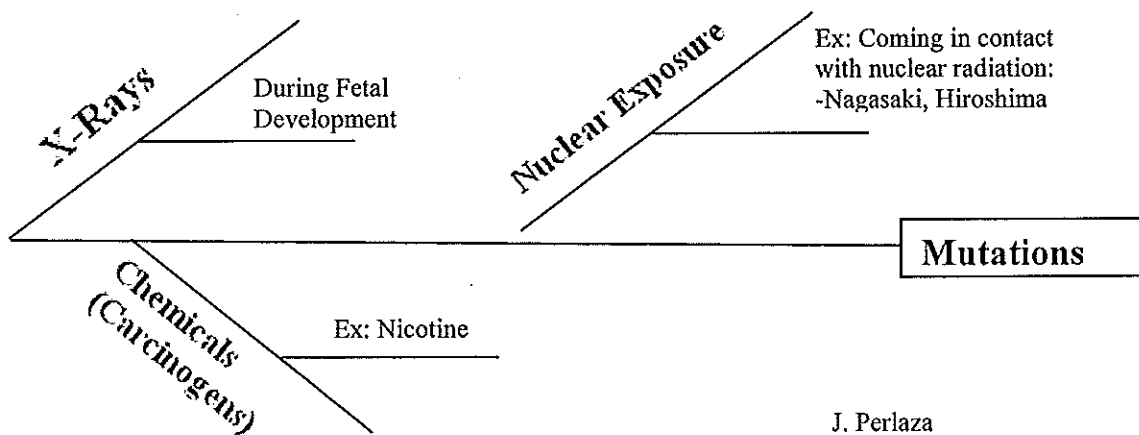 X-Rays
During Fetal
Development
Nuclear Exposure
Ex: Coming in contact
with nuclear radiation:
-Nagasaki, Hiroshima
Mutations
Chemicals
(Carcinogens)
Ex: Nicotine
J. Perlaza